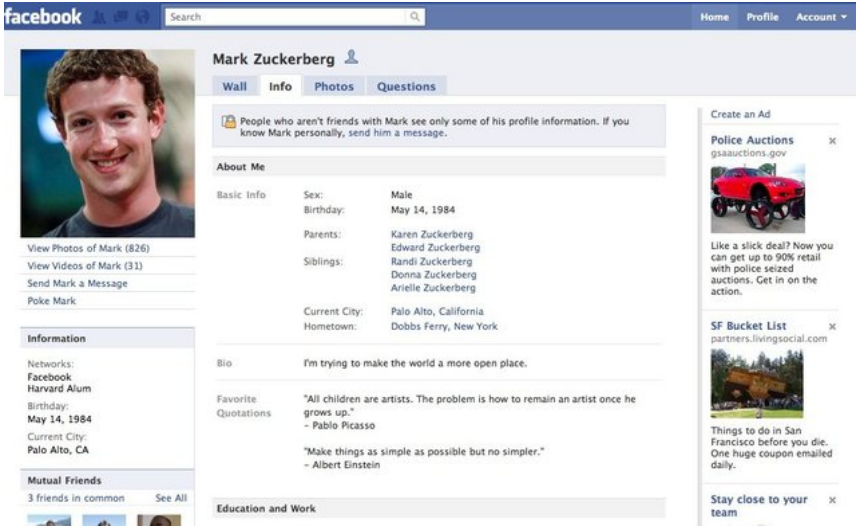 facebook
Search
Home Profile Account
Mark Zuckerberg
Wall Info Photos Questions
People who aren't friends with Mark see only some of his profile information. If you
know Mark personally, send him a message.
About Me
Basic Info
Sex: Male
Birthday: May 14, 1984
Parents: Karen Zuckerberg
Edward Zuckerberg
Siblings: Randi Zuckerberg
Donna Zuckerberg
Arielle Zuckerberg
Current City: Palo Alto, California
Hometown: Dobbs Ferry, New York
Bio
I'm trying to make the world a more open place.
Favorite
Quotations
"All children are artists. The problem is how to remain an artist once he
grows up."
– Pablo Picasso
"Make things as simple as possible but no simpler."
– Albert Einstein
Education and Work
View Photos of Mark (826)
View Videos of Mark (31)
Send Mark a Message
Poke Mark
Information
Networks:
Facebook
Harvard Alum
Birthday:
May 14, 1984
Current City:
Palo Alto, CA
Mutual Friends
3 friends in common See All
Create an Ad
Police Auctions
gsaauctions.gov
Like a slick deal? Now you
can get up to 90% retail
with police seized
auctions. Get in on the
action.
SF Bucket List
partners.livingsocial.com
Things to do in San
Francisco before you die.
One huge coupon emailed
daily.
Stay close to your
team